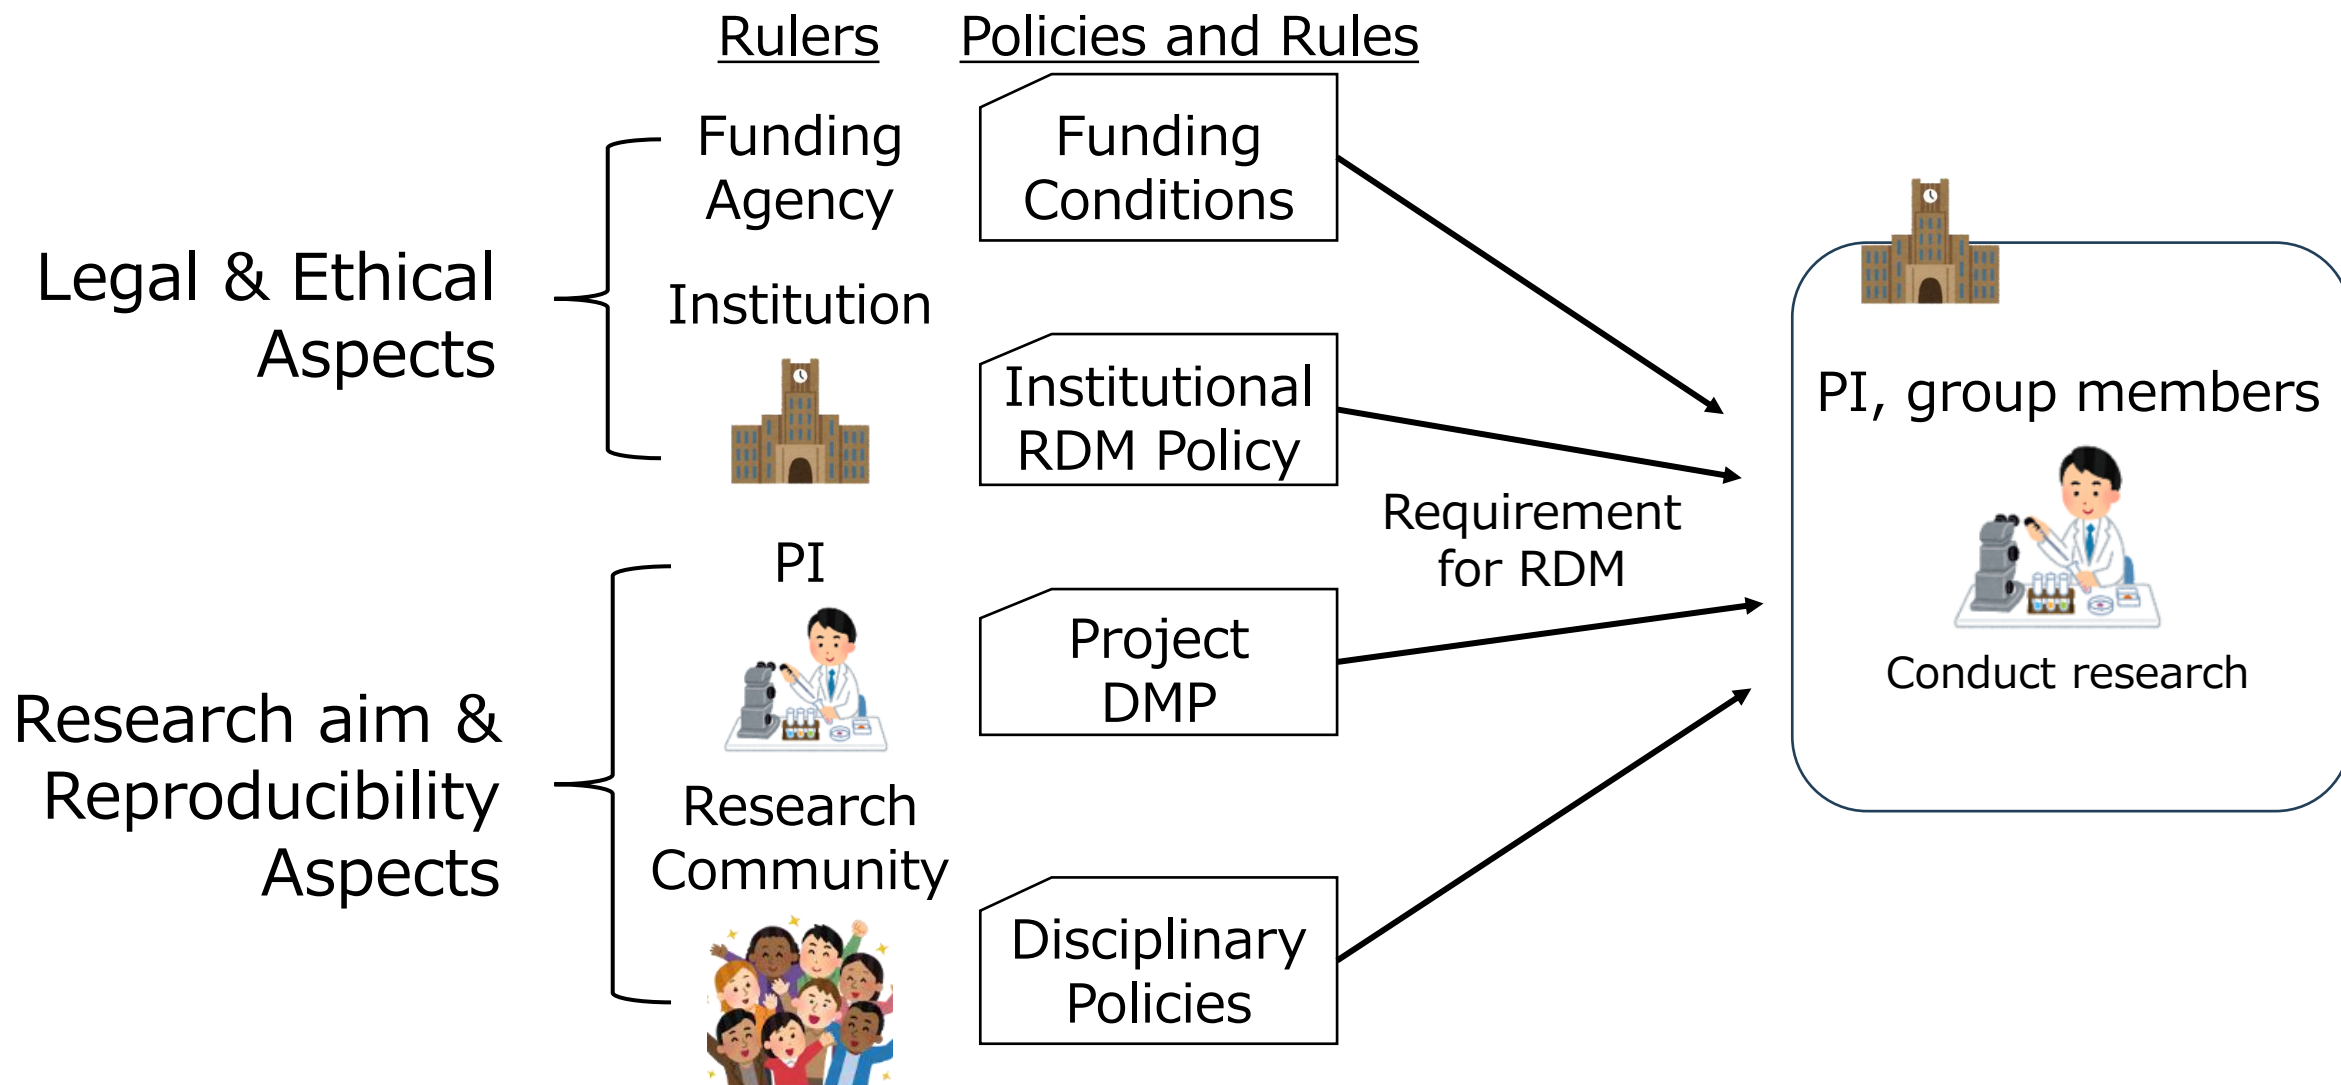 Rulers
Policies and Rules
Legal & Ethical
Aspects
Funding
Agency
Funding
Conditions
Institution
Institutional
RDM Policy
Research aim &
Reproducibility
Aspects
PI
Project
DMP
Research
Community
Disciplinary
Policies
Requirement
for RDM
PI, group members
Conduct research